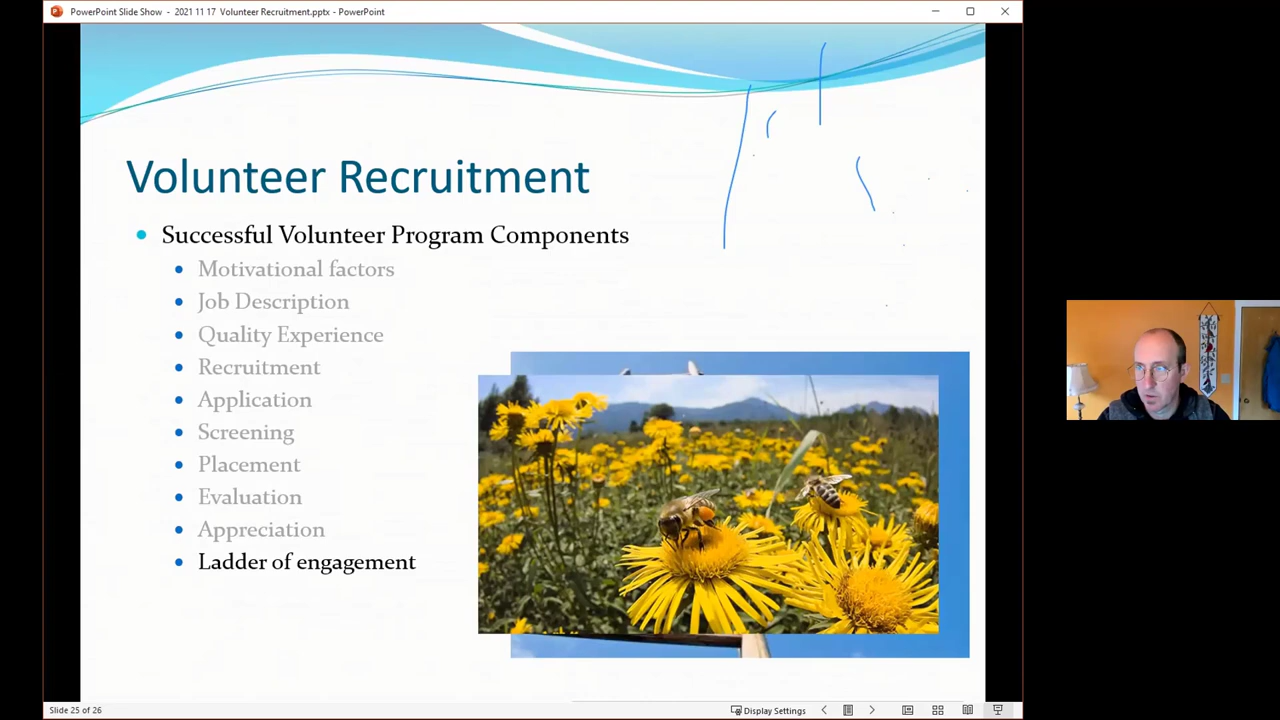 PowerPoint Slide Show - 2021 11 17 Volunteer Recruitment.pptx - PowerPoint
Volunteer Recruitment
Successful Volunteer Program Components
Motivational factors
Job Description
Quality Experience
Recruitment
Application
Screening
Placement
Evaluation
Appreciation
Ladder of engagement
Slide 25 of 26
Display Settings